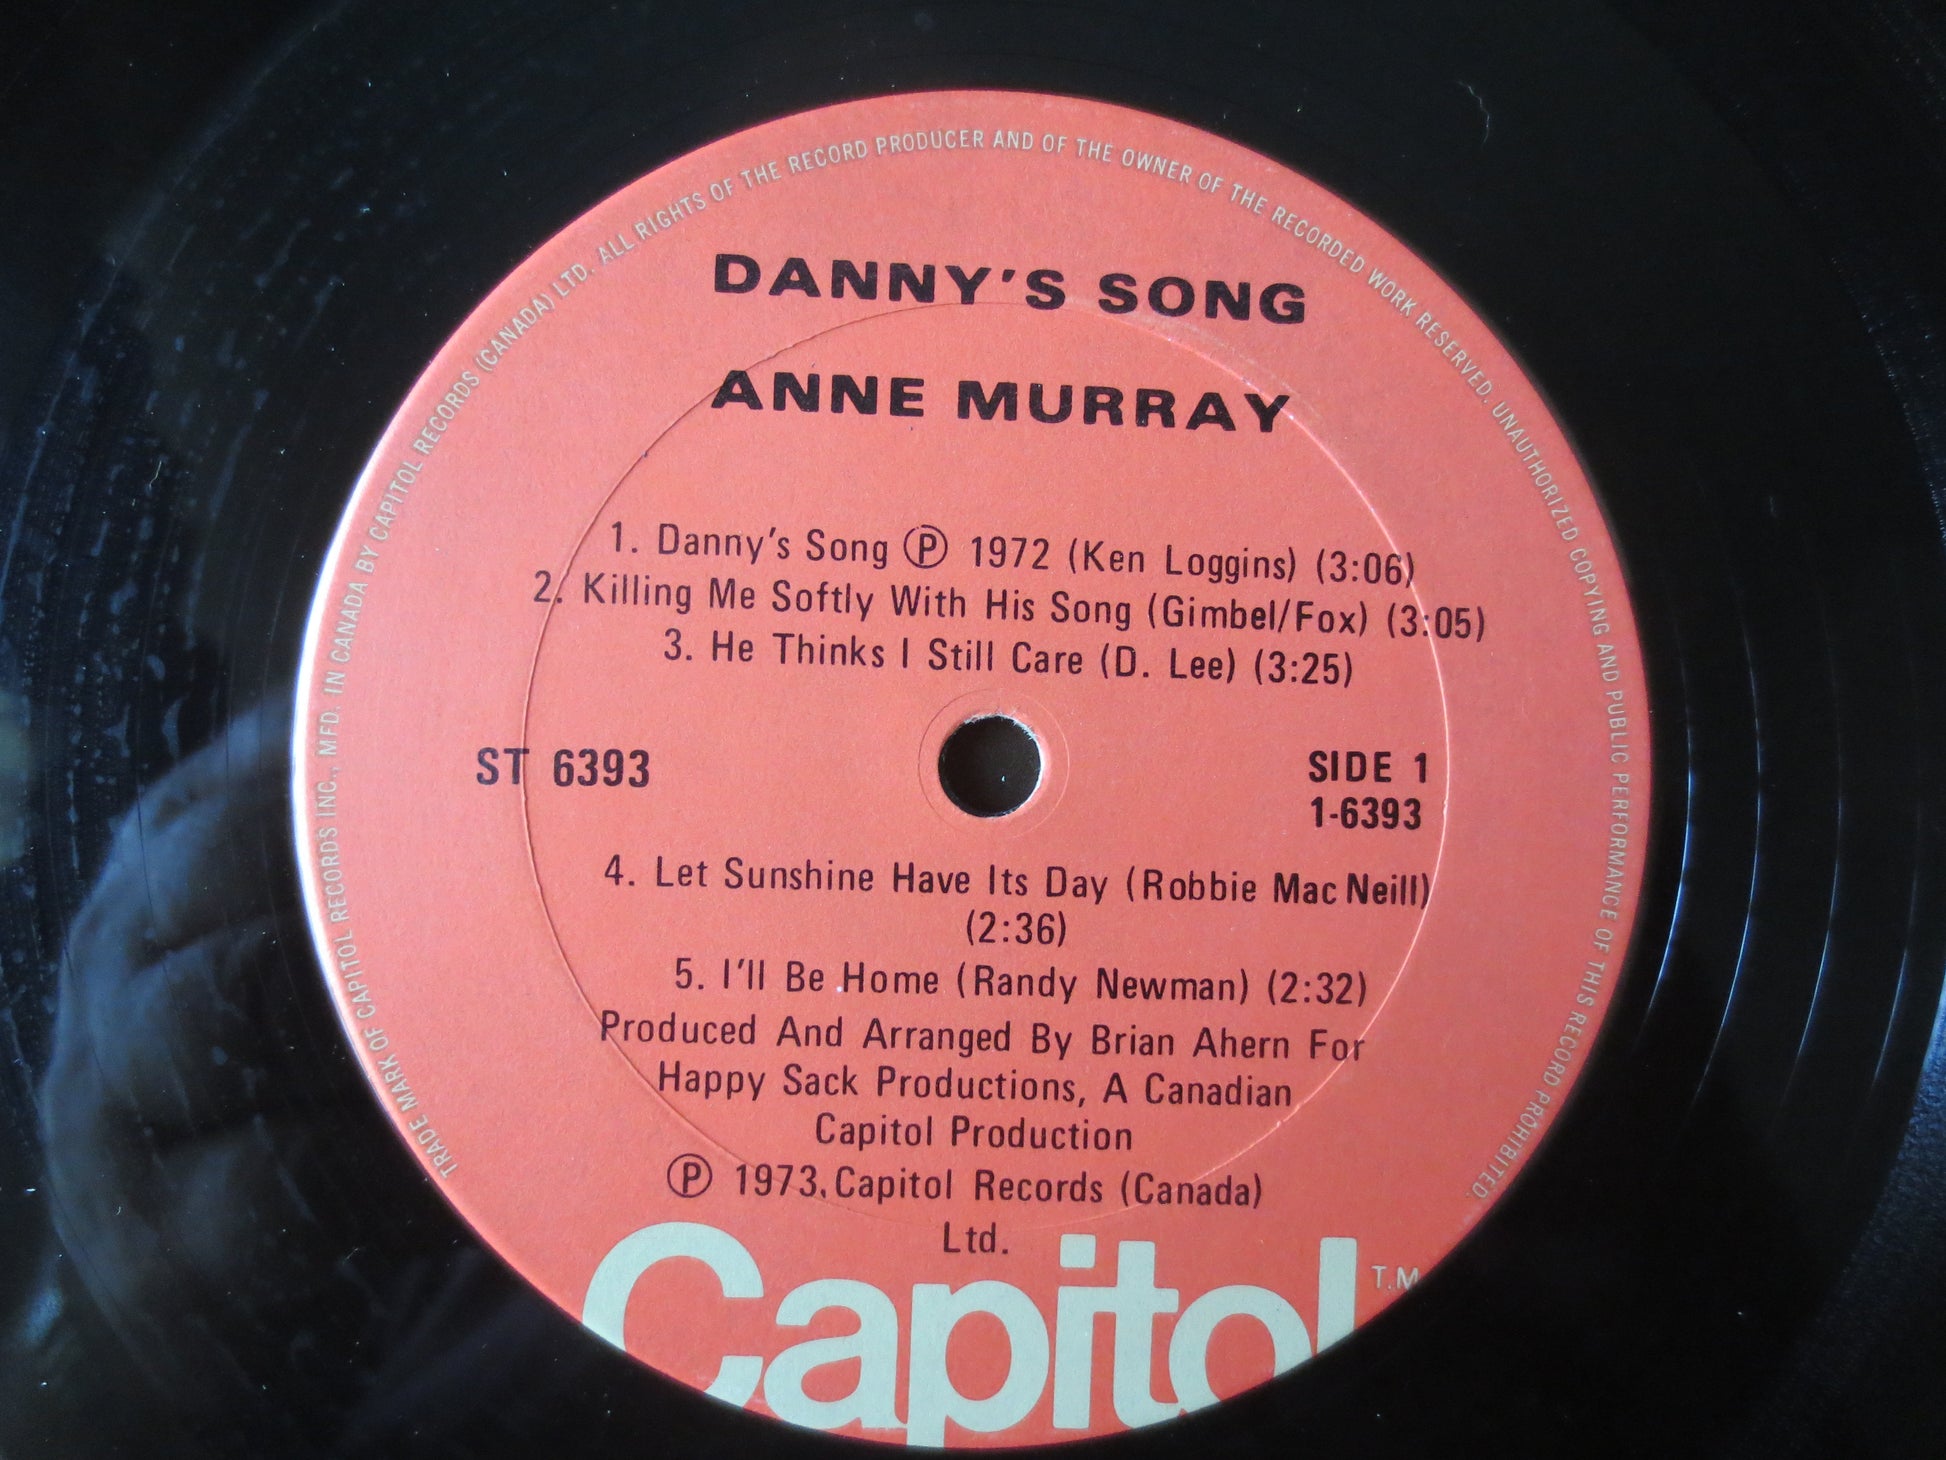 DANNY'S SONG
ANNE MURRAY
1. Danny's Song Ⓟ 1972 (Ken Loggins) (3:06)
2. Killing Me Softly With His Song (Gimbel/Fox) (3:05)
3. He Thinks I Still Care (D. Lee) (3:25)
ST 6393
SIDE 1
1-6393
4. Let Sunshine Have Its Day (Robbie Mac Neill)
(2:36)
5. I'll Be Home (Randy Newman) (2:32)
Produced And Arranged By Brian Ahern For
Happy Sack Productions, A Canadian
Capitol Production
Ⓟ 1973, Capitol Records (Canada)
Ltd.
Capitol T.M.
TRADE MARK OF CAPITOL RECORDS INC., MFD. IN CANADA BY CAPITOL RECORDS (CANADA) LTD. ALL RIGHTS OF THE RECORD PRODUCER AND OF THE OWNER OF THE RECORDED WORK RESERVED. UNAUTHORIZED COPYING AND PUBLIC PERFORMANCE OF THIS RECORD PROHIBITED.